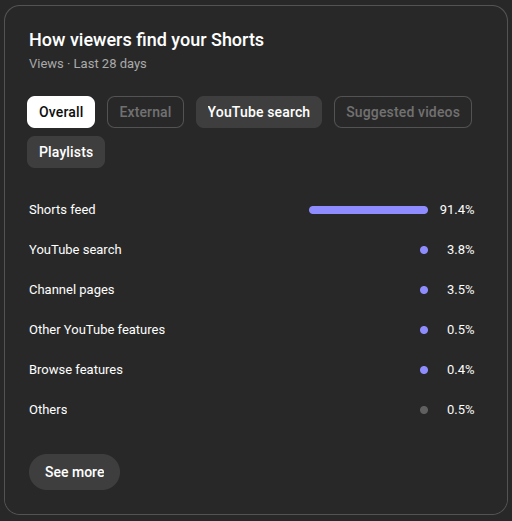 How viewers find your Shorts
Views · Last 28 days
Overall External YouTube search Suggested videos
Playlists
Shorts feed 91.4%
YouTube search 3.8%
Channel pages 3.5%
Other YouTube features 0.5%
Browse features 0.4%
Others 0.5%
See more